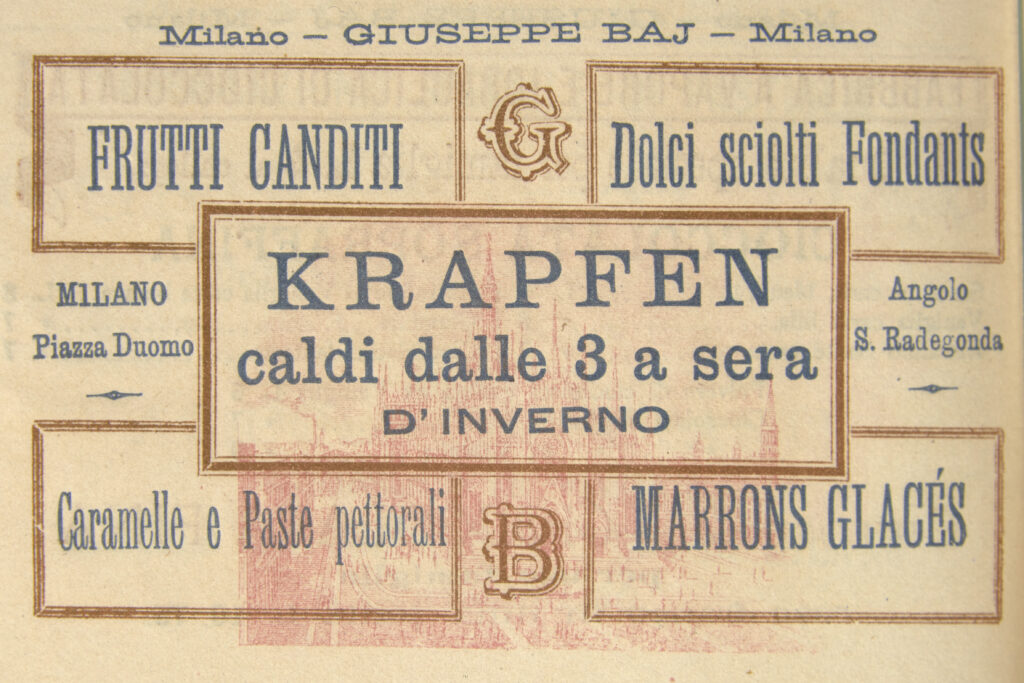 Milano – GIUSEPPE BAJ – Milano
FRUTTI CANDITI
G
Dolci sciolti Fondants
KRAPFEN
caldi dalle 3 a sera
D'INVERNO
MILANO
Piazza Duomo
Angolo
S. Radegonda
Caramelle e Paste pettorali
B
MARRONS GLACÉS